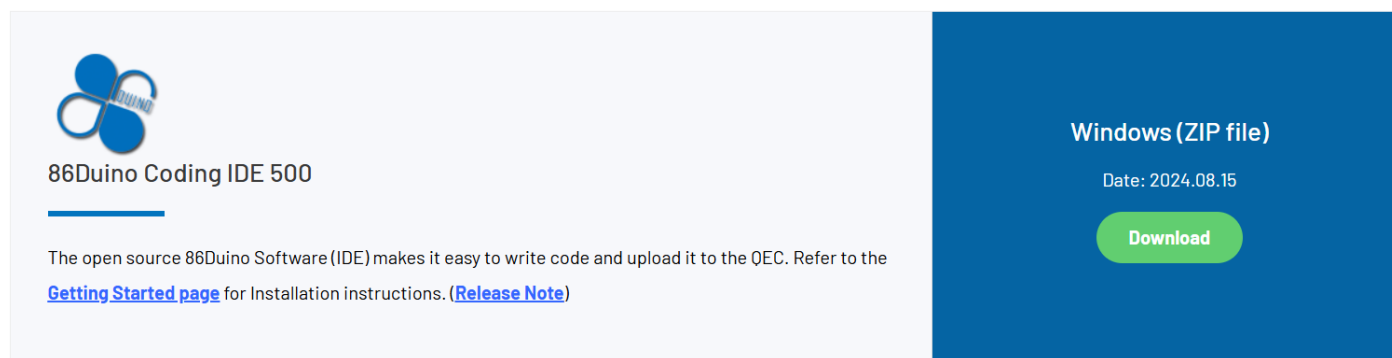 DUINO
86Duino Coding IDE 500
The open source 86Duino Software (IDE) makes it easy to write code and upload it to the QEC. Refer to the
Getting Started page for Installation instructions. (Release Note)
Windows (ZIP file)
Date: 2024.08.15
Download